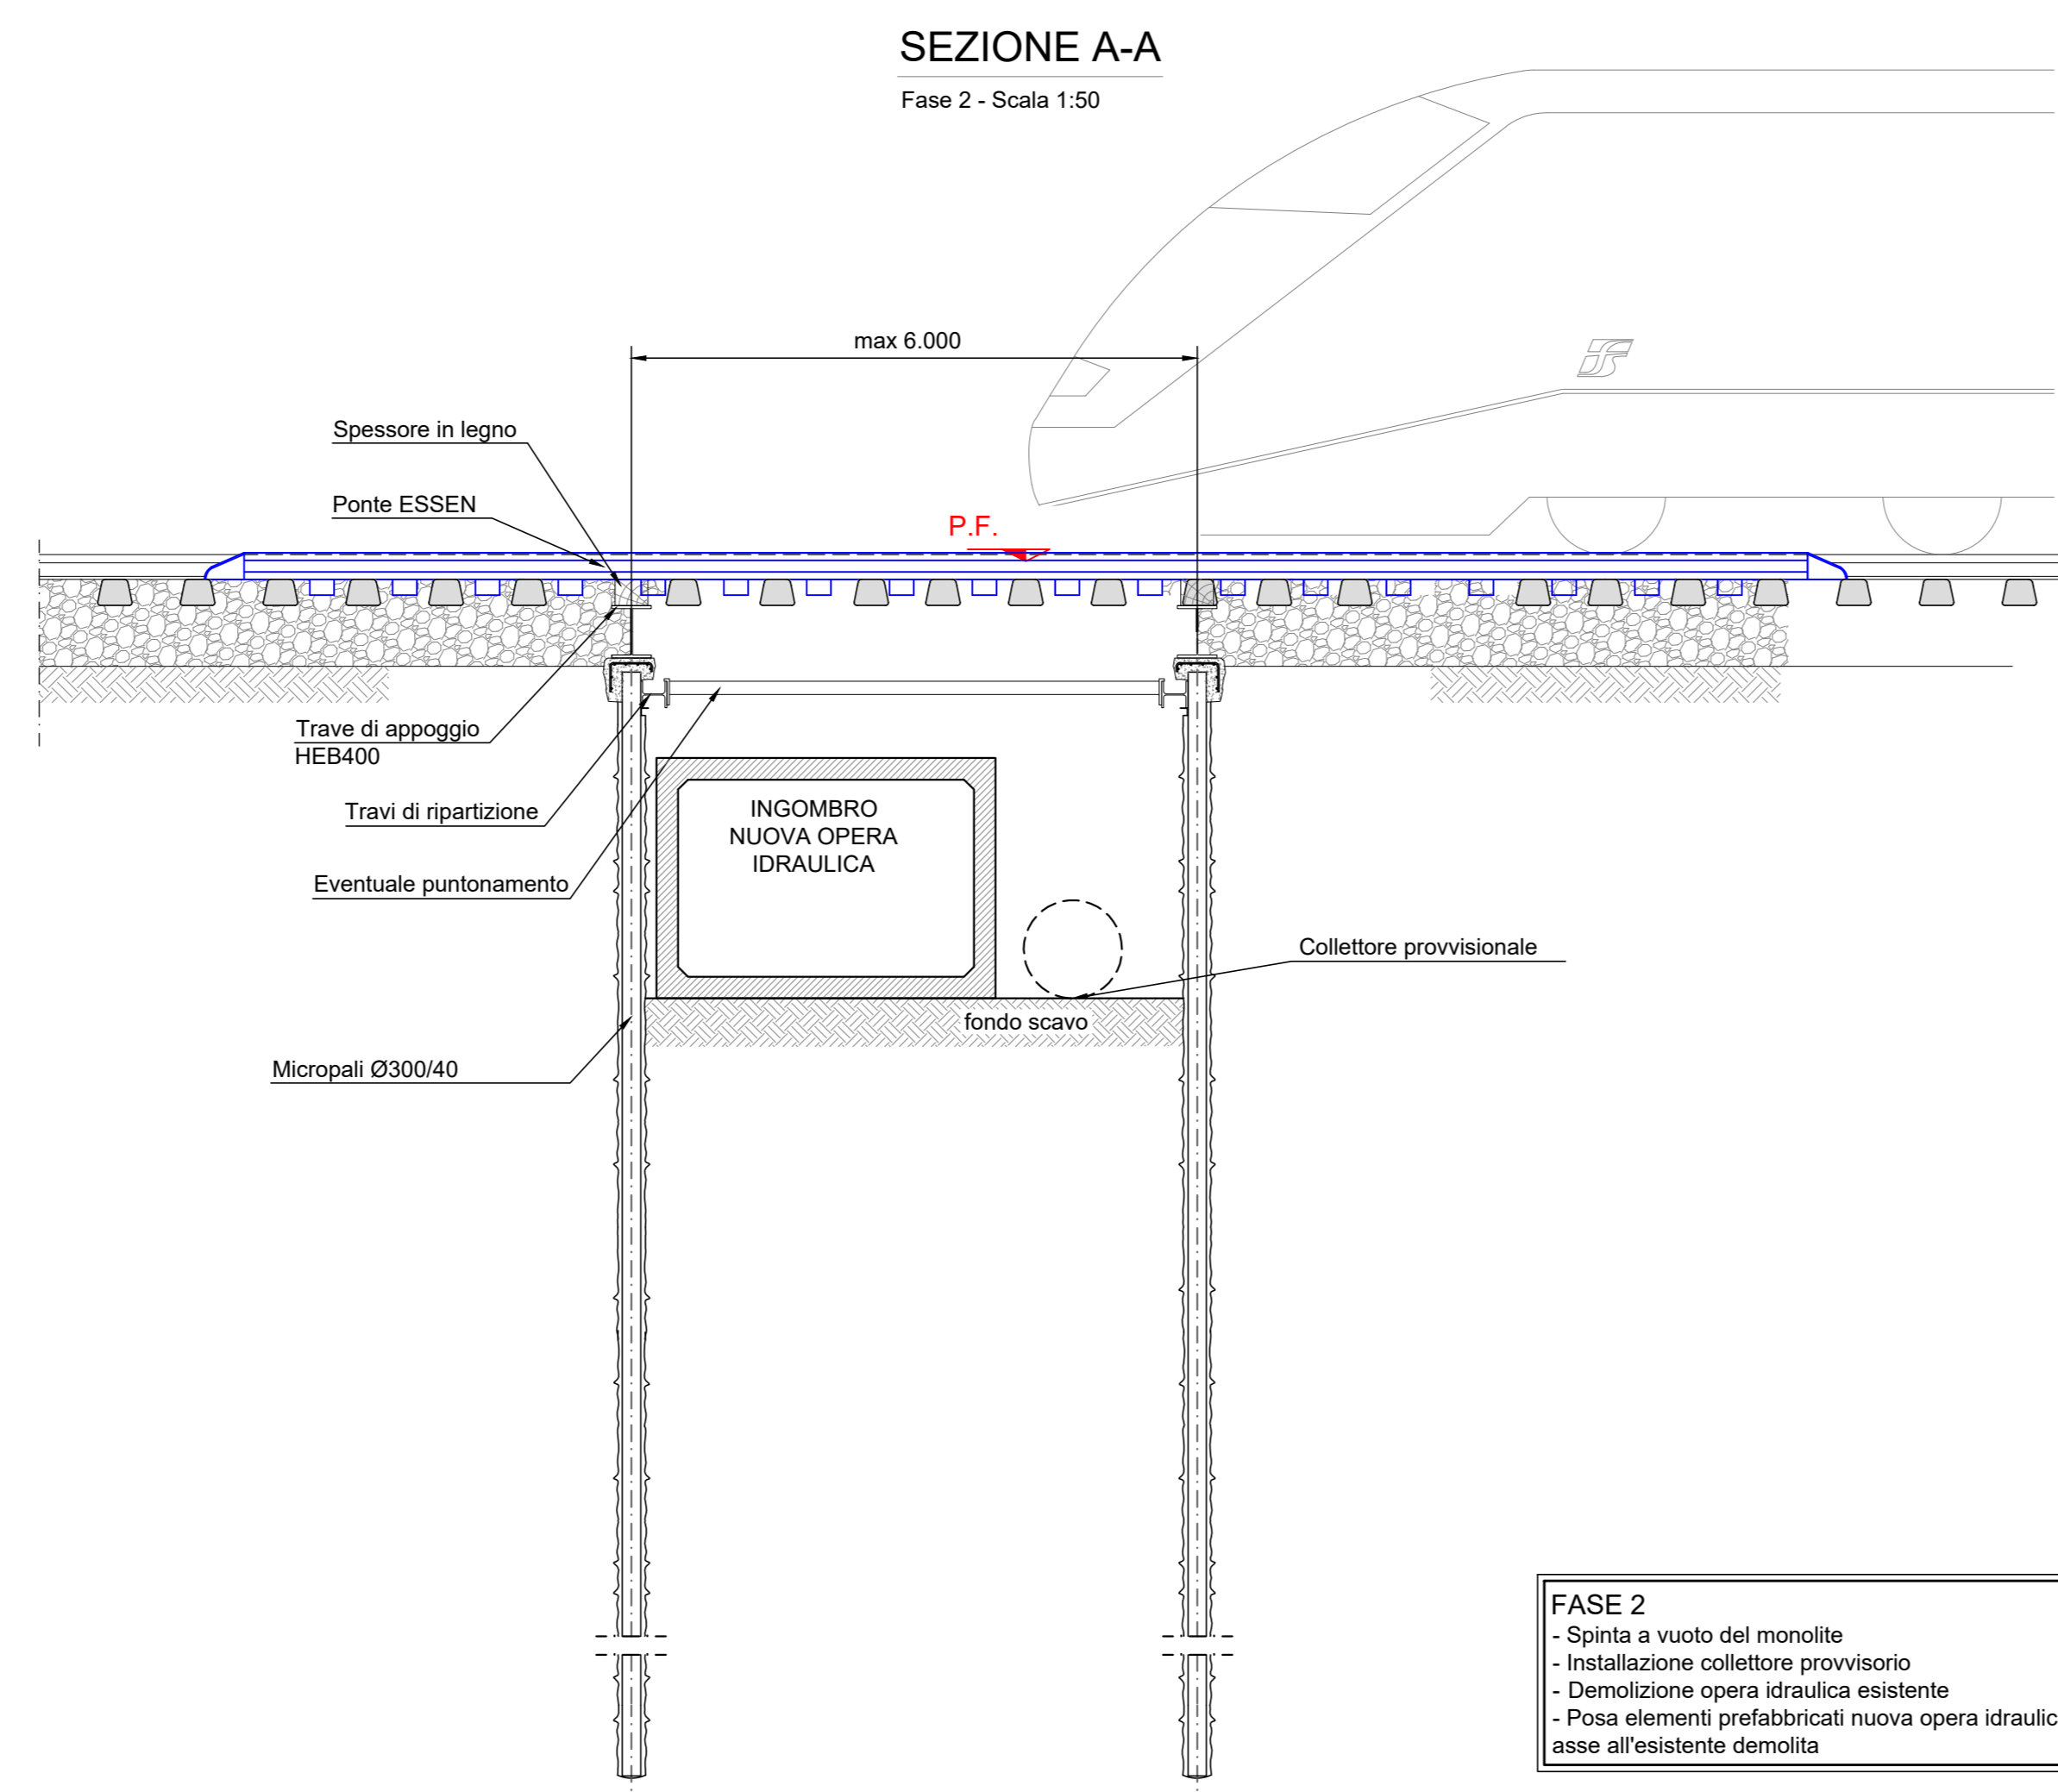 SEZIONE A-A
Fase 2 - Scala 1:50
max 6.000
Spessore in legno
Ponte ESSEN
P.F.
Trave di appoggio
HEB400
Travi di ripartizione
INGOMBRO
NUOVA OPERA
IDRAULICA
Eventuale puntonamento
Collettore provvisionale
fondo scavo
Micropali Ø300/40
FASE 2
- Spinta a vuoto del monolite
- Installazione collettore provvisorio
- Demolizione opera idraulica esistente
- Posa elementi prefabbricati nuova opera idraulic
asse all'esistente demolita